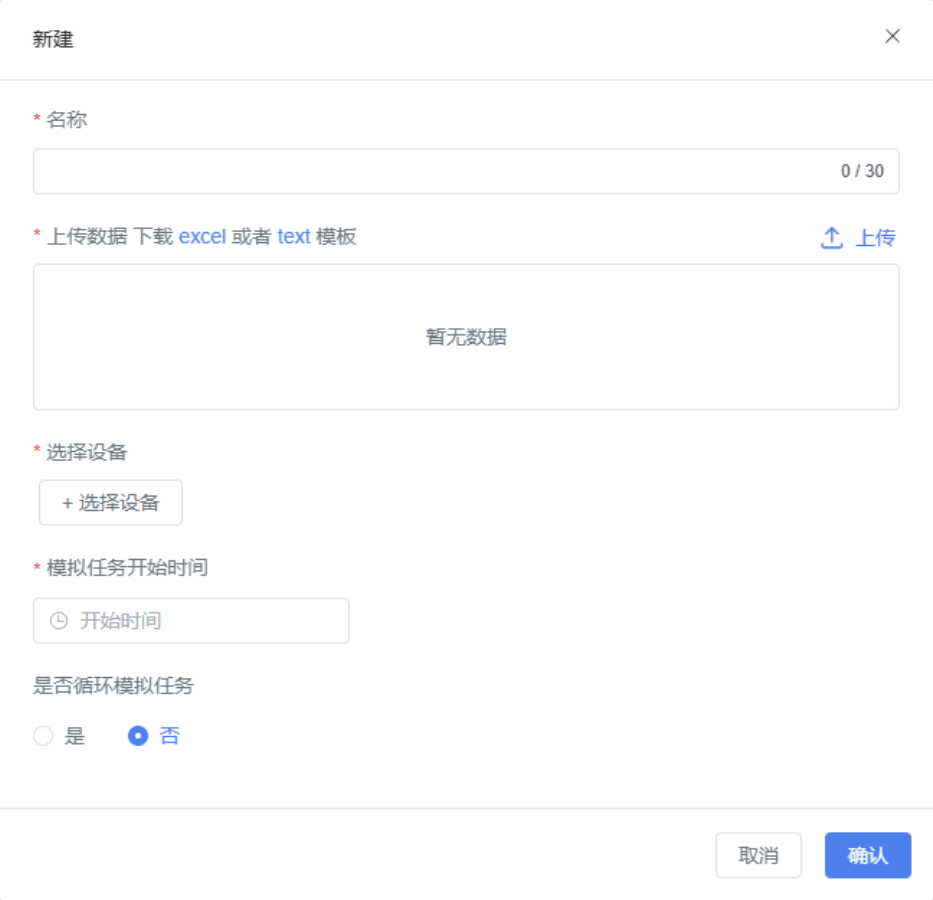 新建
* 名称
0 / 30
* 上传数据 下载 excel 或者 text 模板 上传
暂无数据
* 选择设备
+ 选择设备
* 模拟任务开始时间
开始时间
是否循环模拟任务
是 否
取消 确认